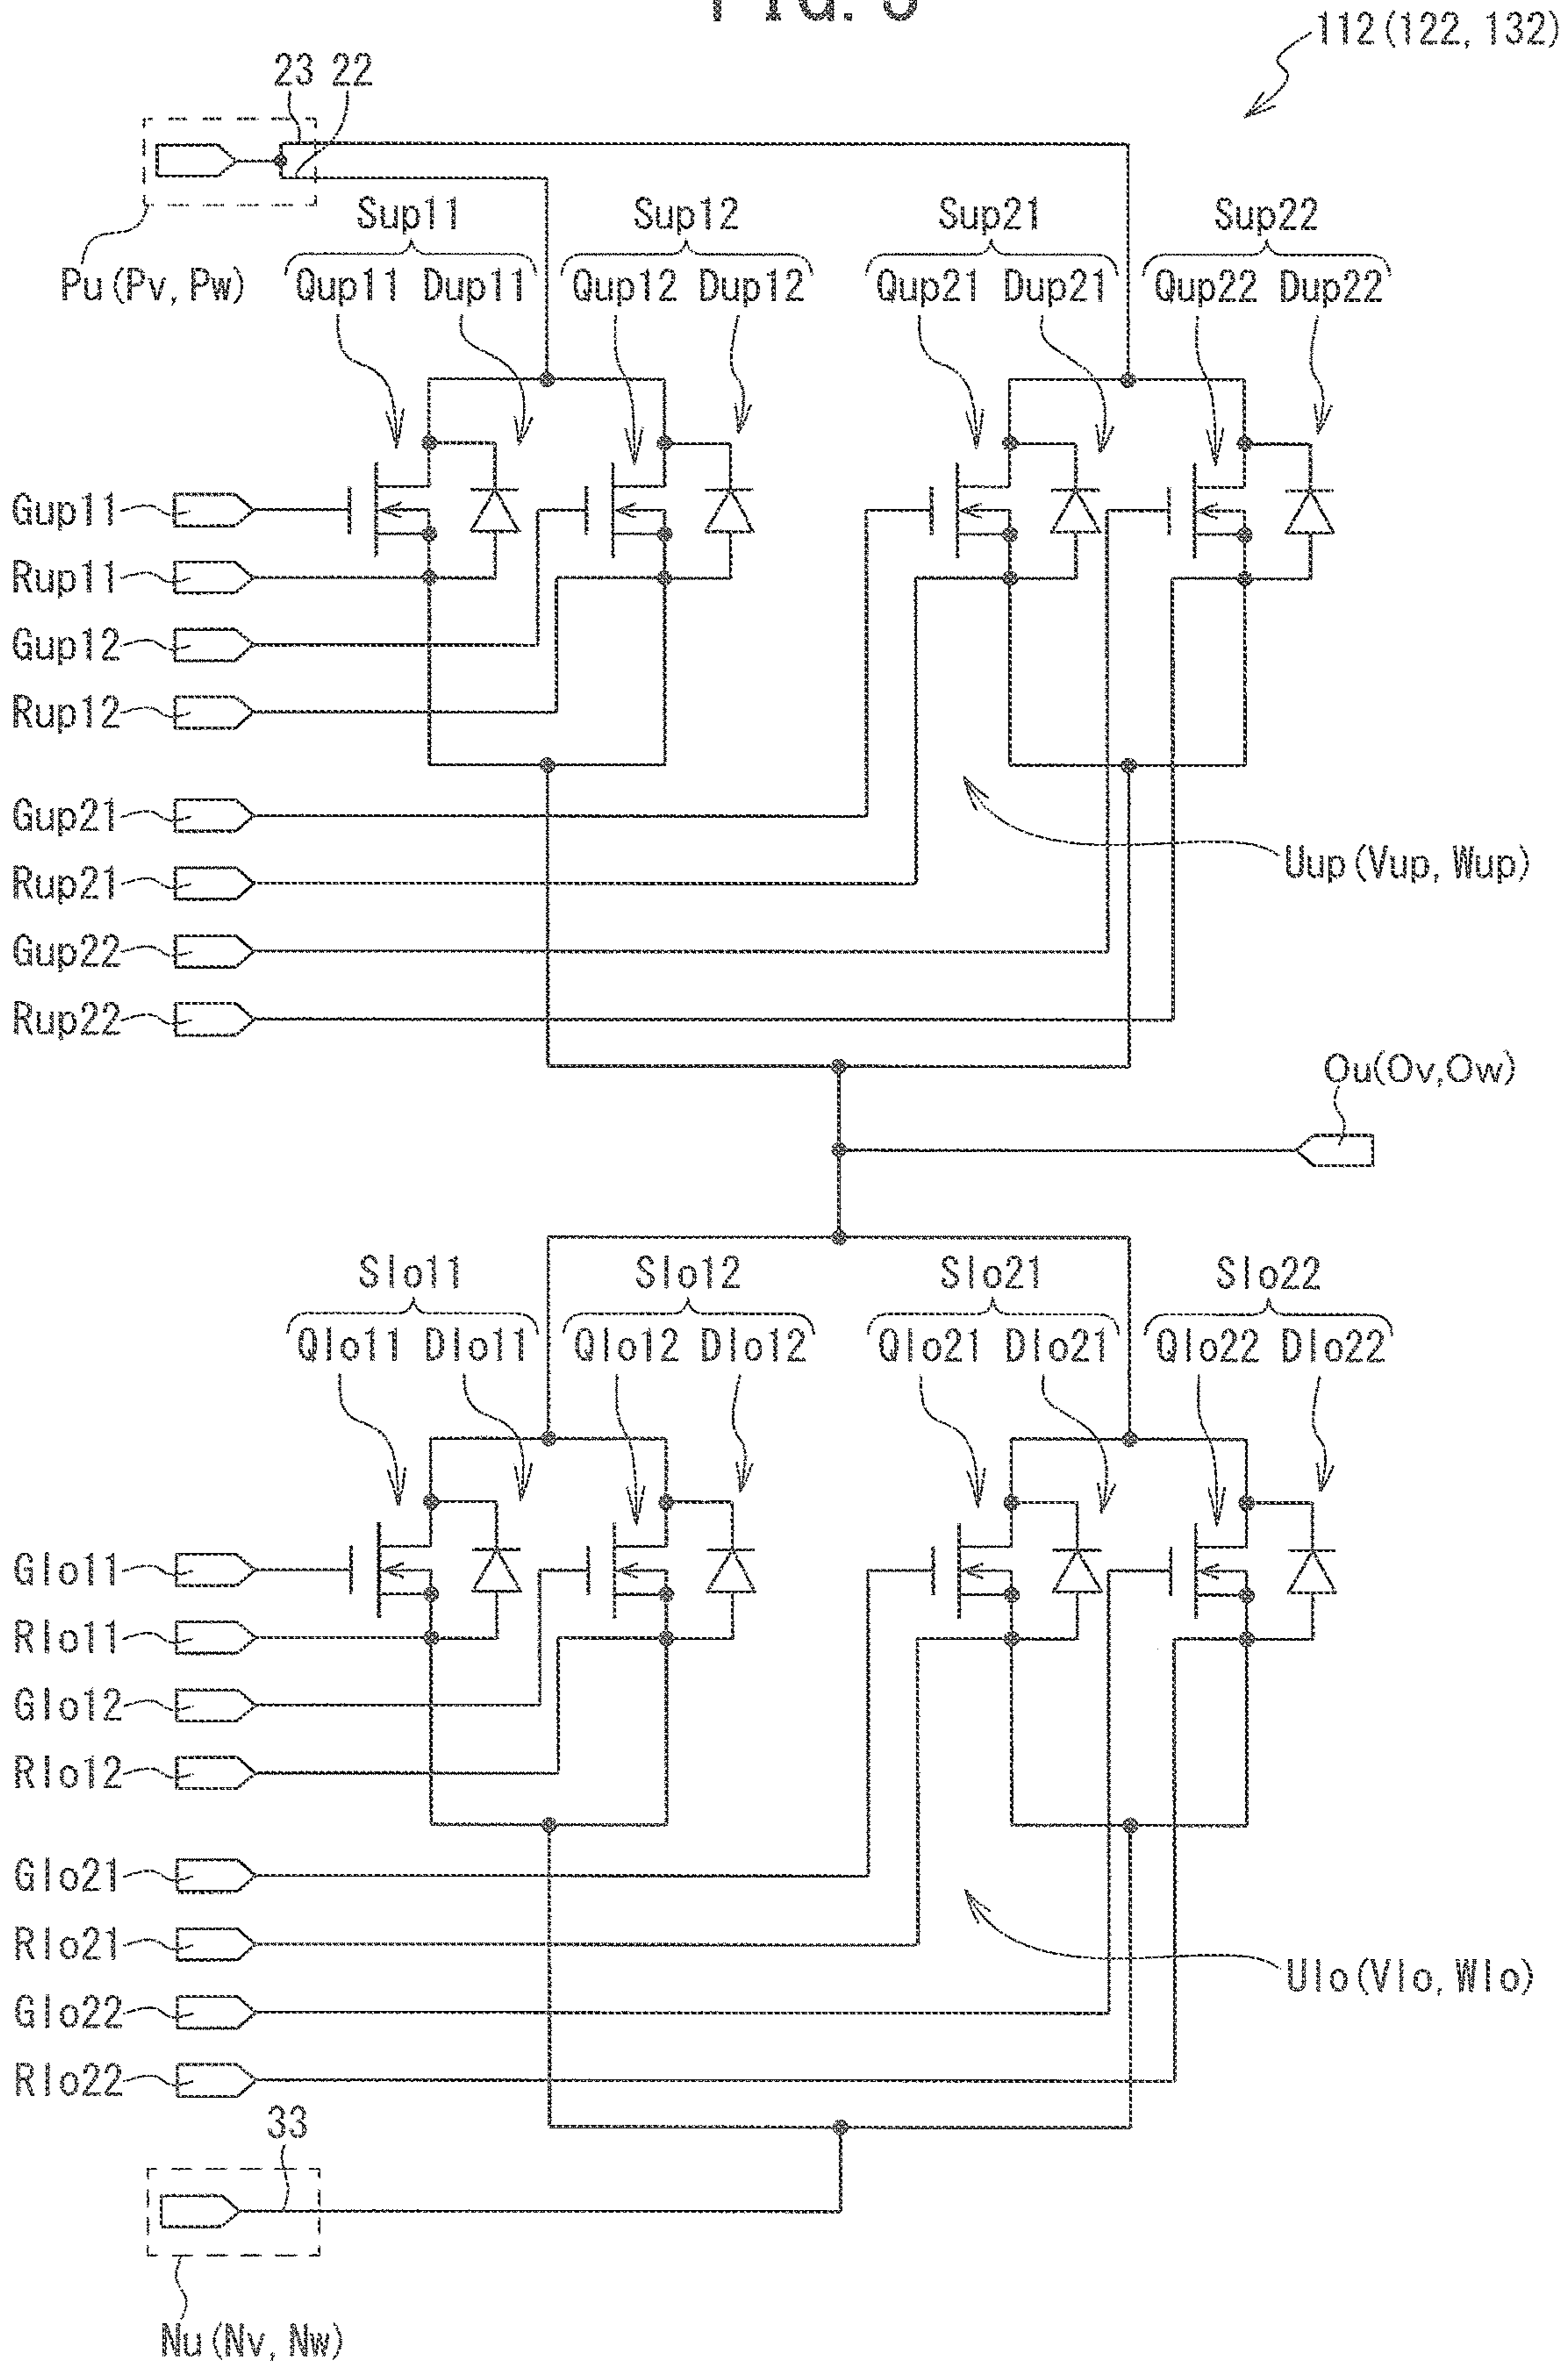 112 (122, 132)
23 22
Pu (Pv, Pw)
Sup11 Sup12 Sup21 Sup22
Qup11 Dup11 Qup12 Dup12 Qup21 Dup21 Qup22 Dup22
Gup11
Rup11
Gup12
Rup12
Gup21
Uup (Vup, Wup)
Rup21
Gup22
Rup22
Ou(Ov,Ow)
Slo11 Slo12 Slo21 Slo22
Qlo11 Dlo11 Qlo12 Dlo12 Qlo21 Dlo21 Qlo22 Dlo22
Glo11
Rlo11
Glo12
Rlo12
Glo21
Rlo21
Ulo (Vlo, Wlo)
Glo22
Rlo22
33
Nu (Nv, Nw)